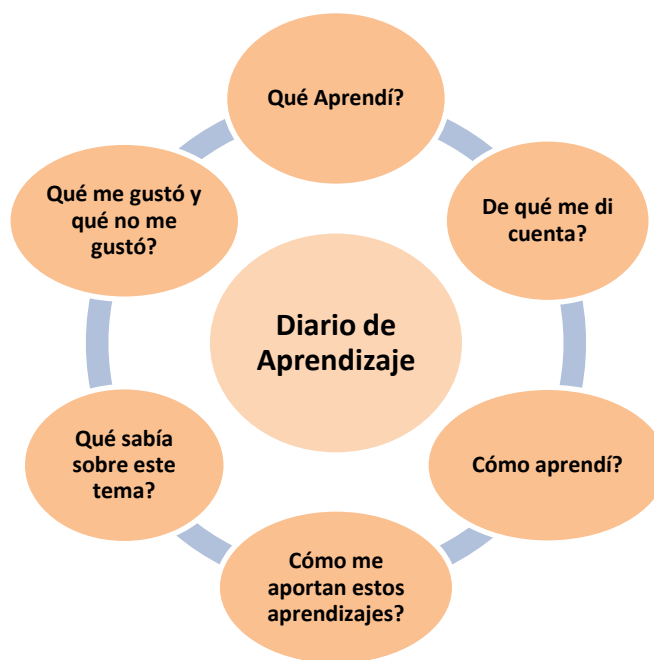 Qué Aprendí?
De qué me di
cuenta?
Cómo aprendí?
Cómo me
aportan estos
aprendizajes?
Qué sabía
sobre este
tema?
Qué me gustó y
qué no me
gustó?
Diario de
Aprendizaje